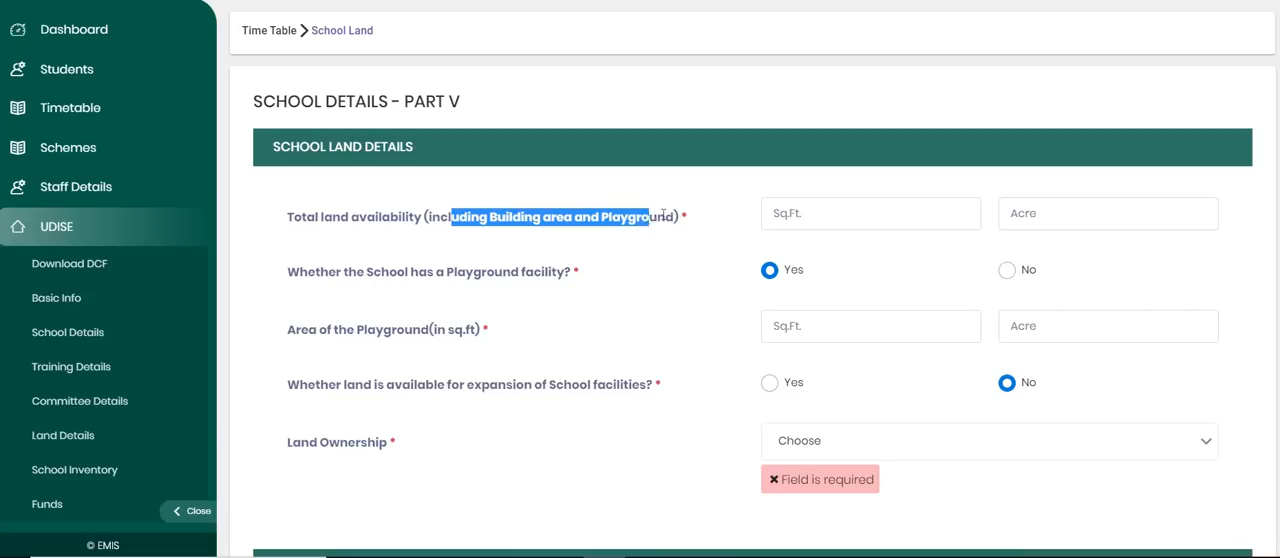 Dashboard
Students
Timetable
Schemes
Staff Details
UDISE
Download DCF
Basic Info
School Details
Training Details
Committee Details
Land Details
School Inventory
Funds
Close
© EMIS
Time Table School Land
SCHOOL DETAILS - PART V
SCHOOL LAND DETAILS
Total land availability (including Building area and Playground) * Sq.Ft. Acre
Whether the School has a Playground facility? * Yes No
Area of the Playground(in sq.ft) * Sq.Ft. Acre
Whether land is available for expansion of School facilities? * Yes No
Land Ownership * Choose
Field is required